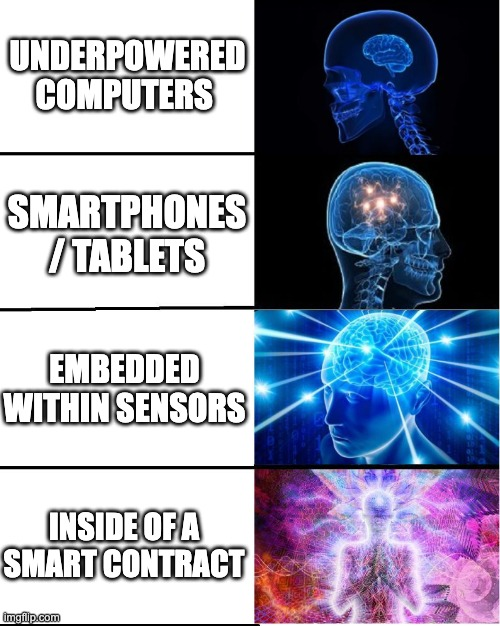 UNDERPOWERED
COMPUTERS
SMARTPHONES
/ TABLETS
EMBEDDED
WITHIN SENSORS
INSIDE OF A
SMART CONTRACT
imgflip.com